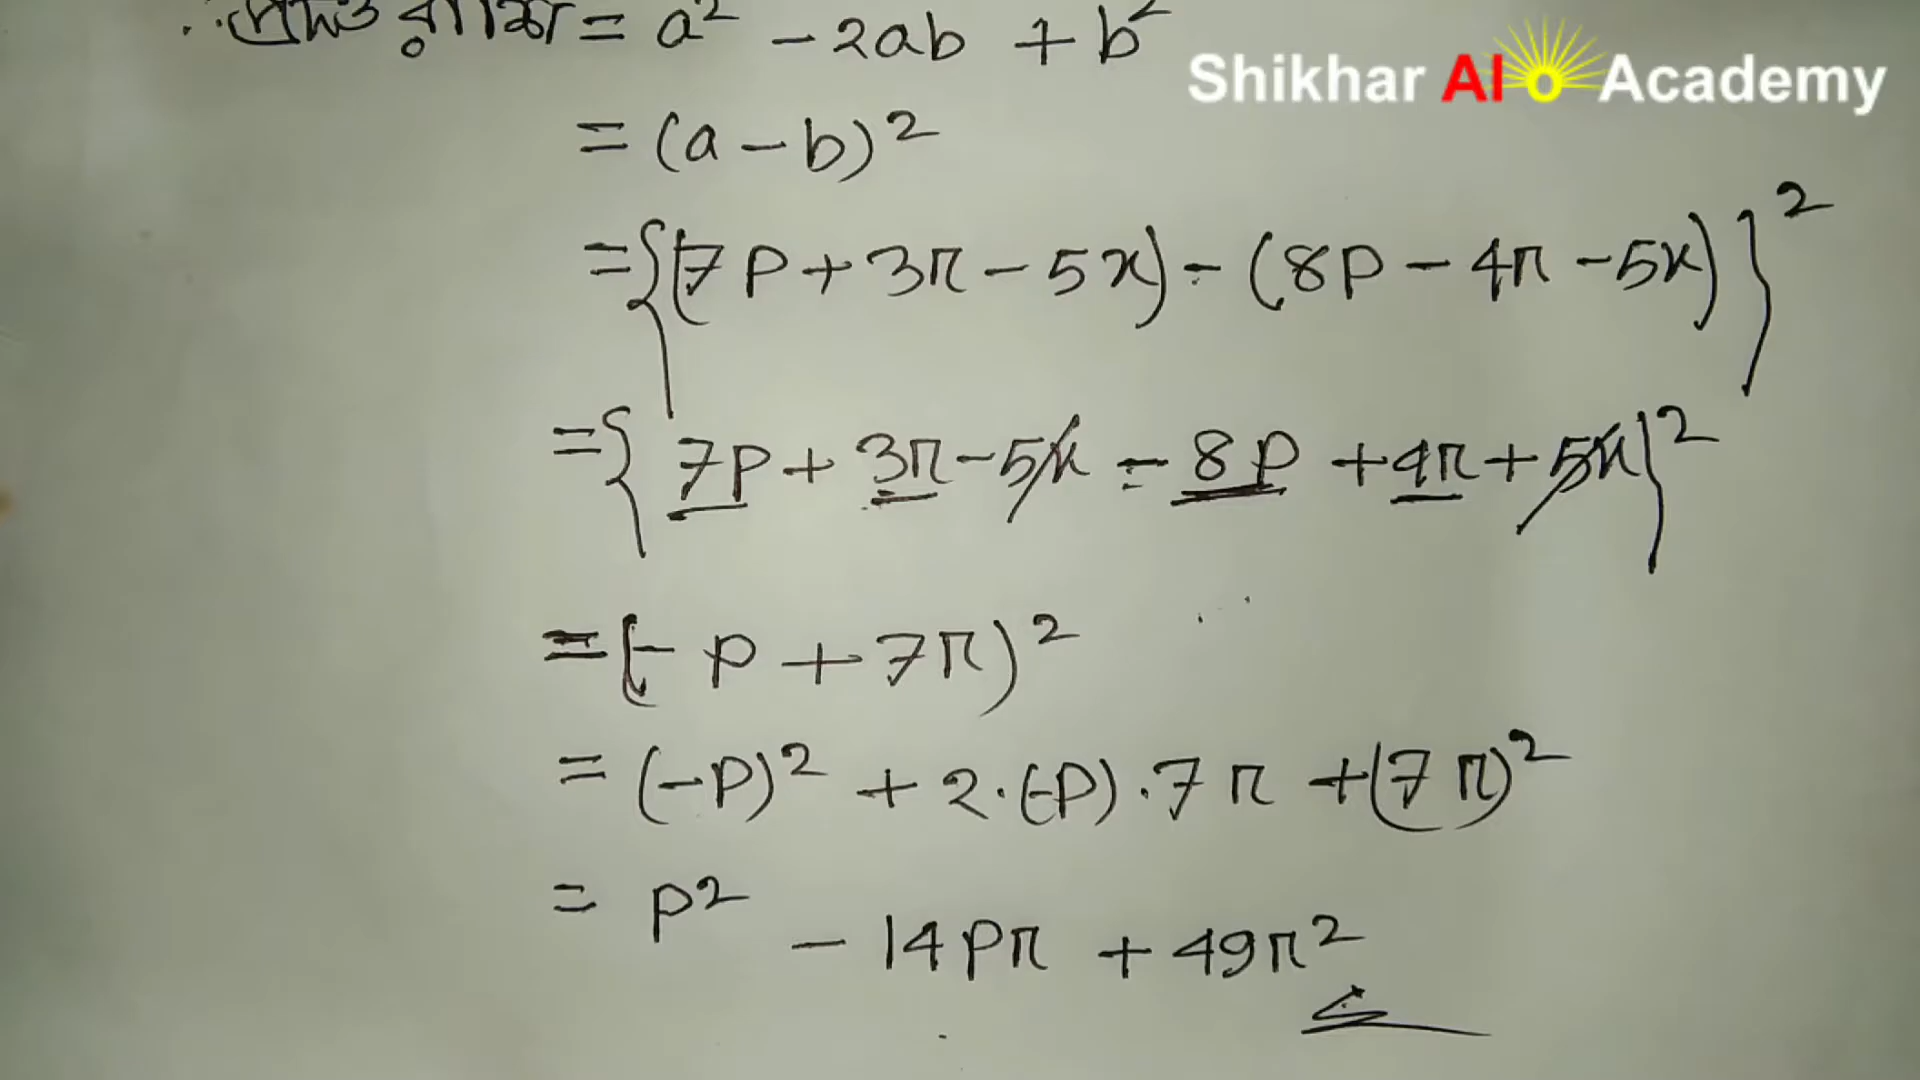 ∴ প্রদত্ত রাশি = a² - 2ab + b²
Shikhar Alo Academy
= (a - b)²
= {(7p + 3r - 5x) - (8p - 4r - 5x)}²
= {7p + 3r - 5x - 8p + 4r + 5x}²
= (-p + 7r)²
= (-p)² + 2·(-p)·7r + (7r)²
= p² - 14pr + 49r²